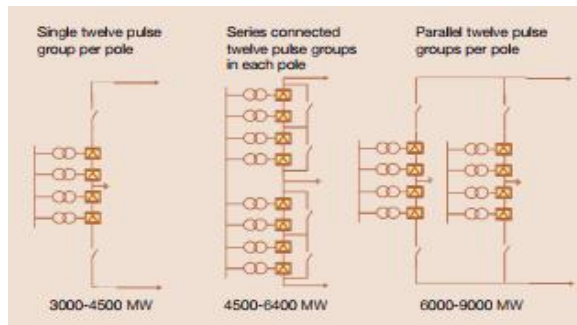 Single twelve pulse
group per pole
Series connected
twelve pulse groups
in each pole
Parallel twelve pulse
groups per pole
3000-4500 MW
4500-6400 MW
6000-9000 MW